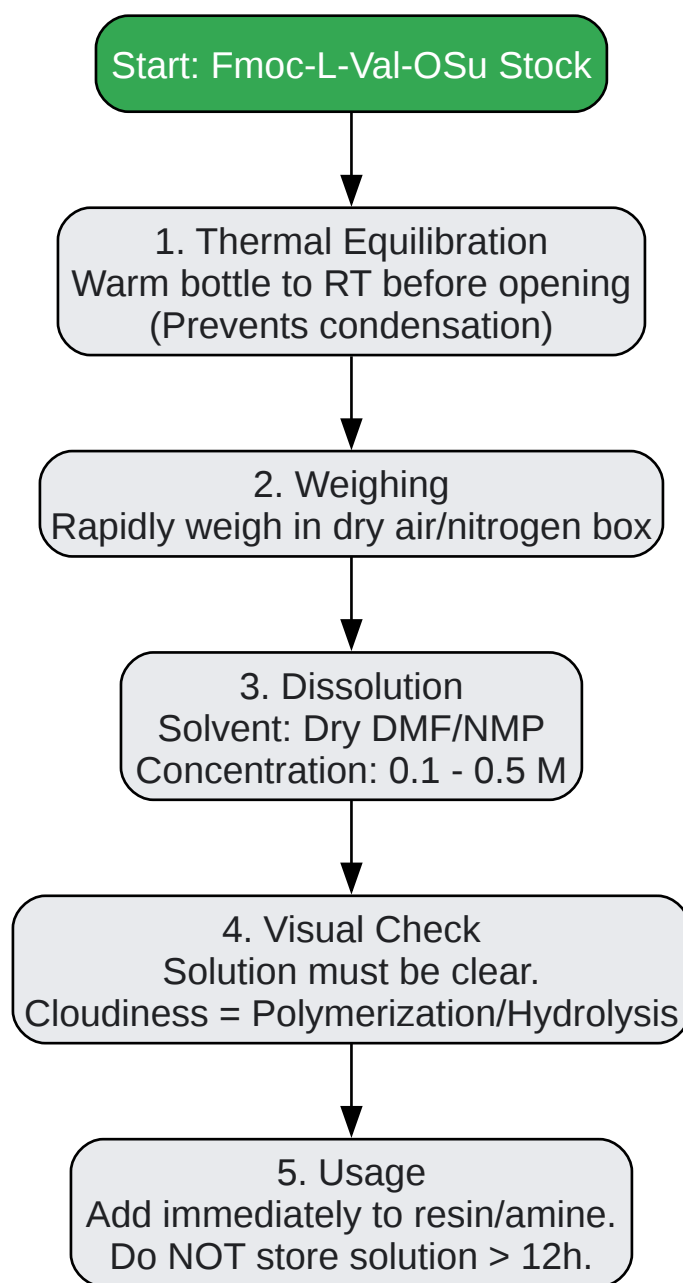 Start: Fmoc-L-Val-OSu Stock
1. Thermal Equilibration
Warm bottle to RT before opening
(Prevents condensation)
2. Weighing
Rapidly weigh in dry air/nitrogen box
3. Dissolution
Solvent: Dry DMF/NMP
Concentration: 0.1 - 0.5 M
4. Visual Check
Solution must be clear.
Cloudiness = Polymerization/Hydrolysis
5. Usage
Add immediately to resin/amine.
Do NOT store solution > 12h.